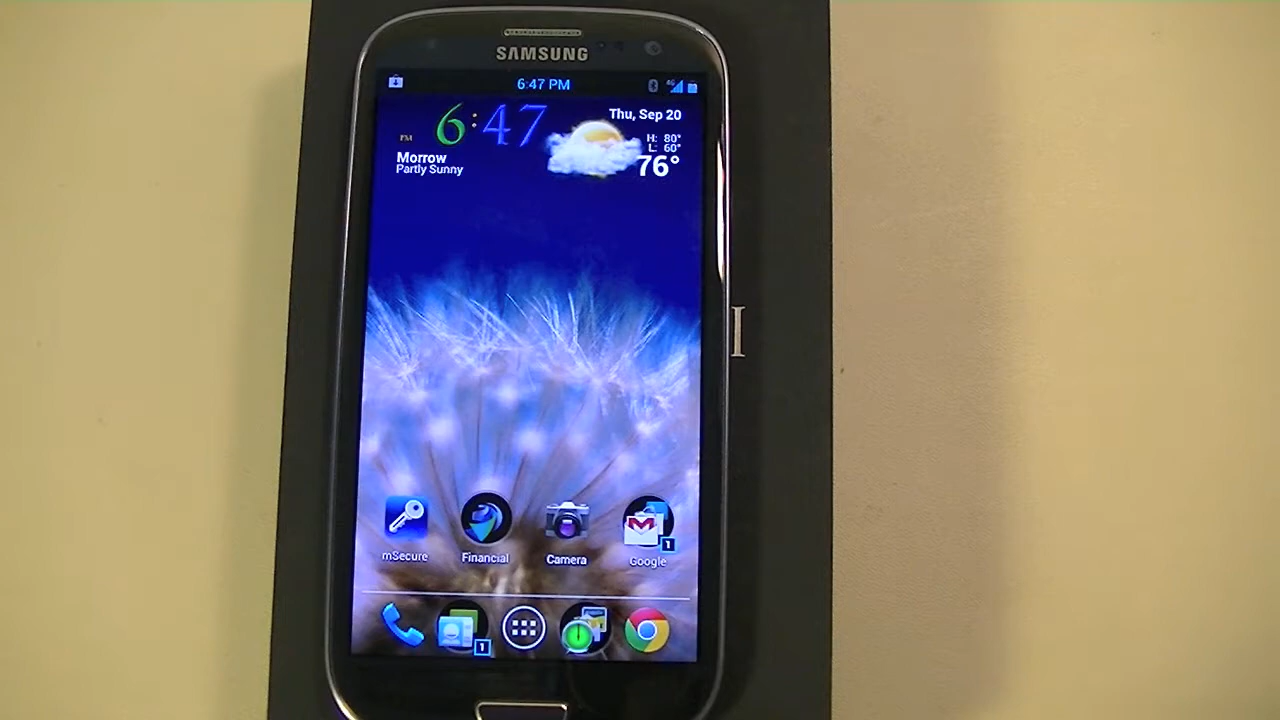 SAMSUNG
6:47 PM
4G
PM 6:47
Thu, Sep 20
H: 80°
L: 60°
76°
Morrow
Partly Sunny
I
1
mSecure
Financial
Camera
Google
1